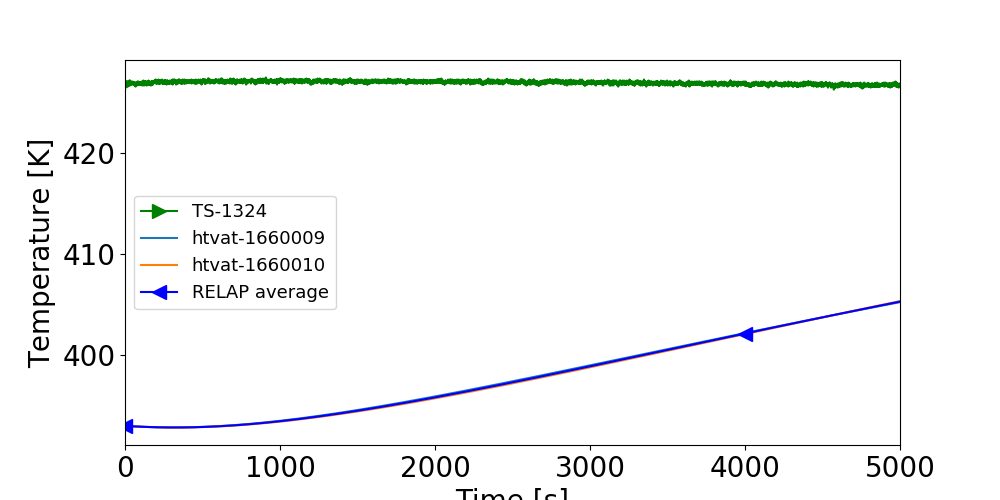 Temperature [K]
420
410
400
TS-1324
htvat-1660009
htvat-1660010
RELAP average
0 1000 2000 3000 4000 5000
Time [s]